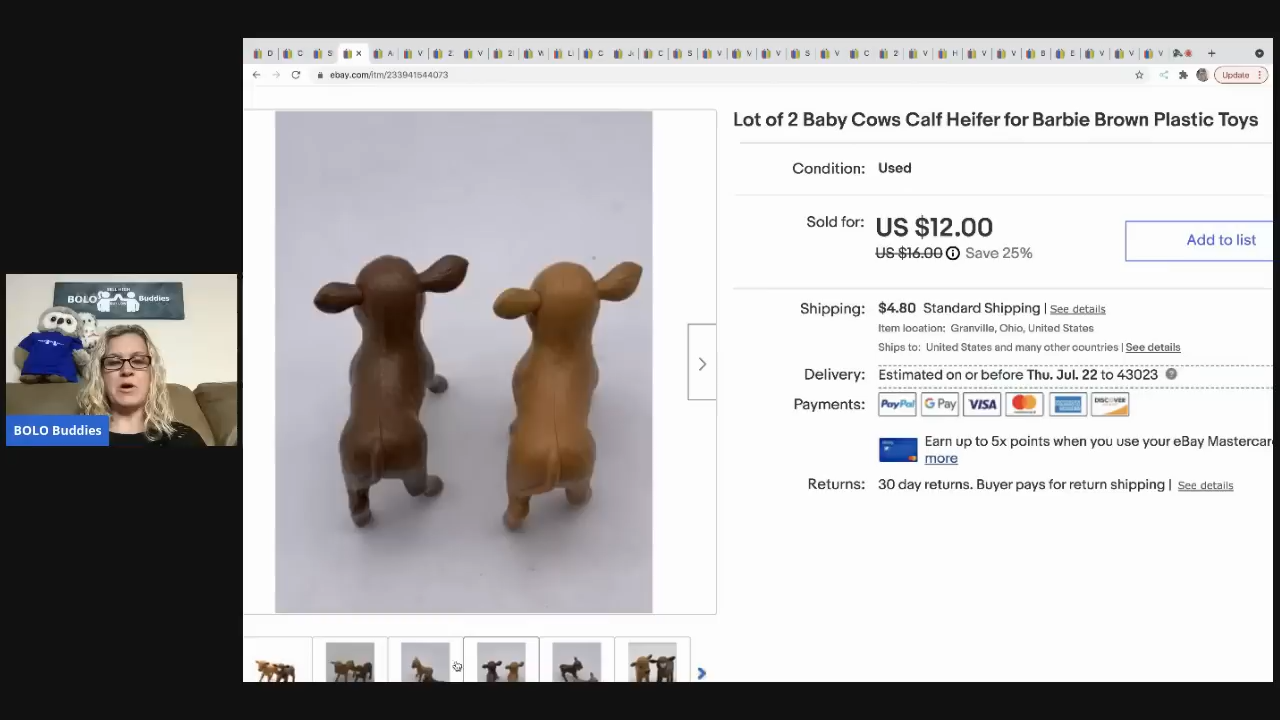 ebay.com/itm/233941544073
Update
Lot of 2 Baby Cows Calf Heifer for Barbie Brown Plastic Toys
Condition: Used
Sold for: US $12.00
US $16.00 Save 25%
Add to list
Shipping: $4.80 Standard Shipping | See details
Item location: Granville, Ohio, United States
Ships to: United States and many other countries | See details
Delivery: Estimated on or before Thu. Jul. 22 to 43023
Payments: PayPal G Pay VISA MasterCard AMERICAN EXPRESS DISCOVER
Earn up to 5x points when you use your eBay Mastercar
more
Returns: 30 day returns. Buyer pays for return shipping | See details
BOLO Buddies
BOLO Buddies